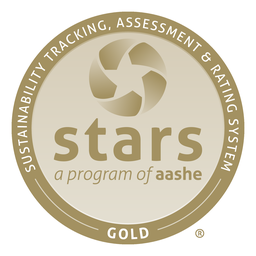 SUSTAINABILITY TRACKING, ASSESSMENT & RATING SYSTEM
stars
a program of aashe
GOLD
®